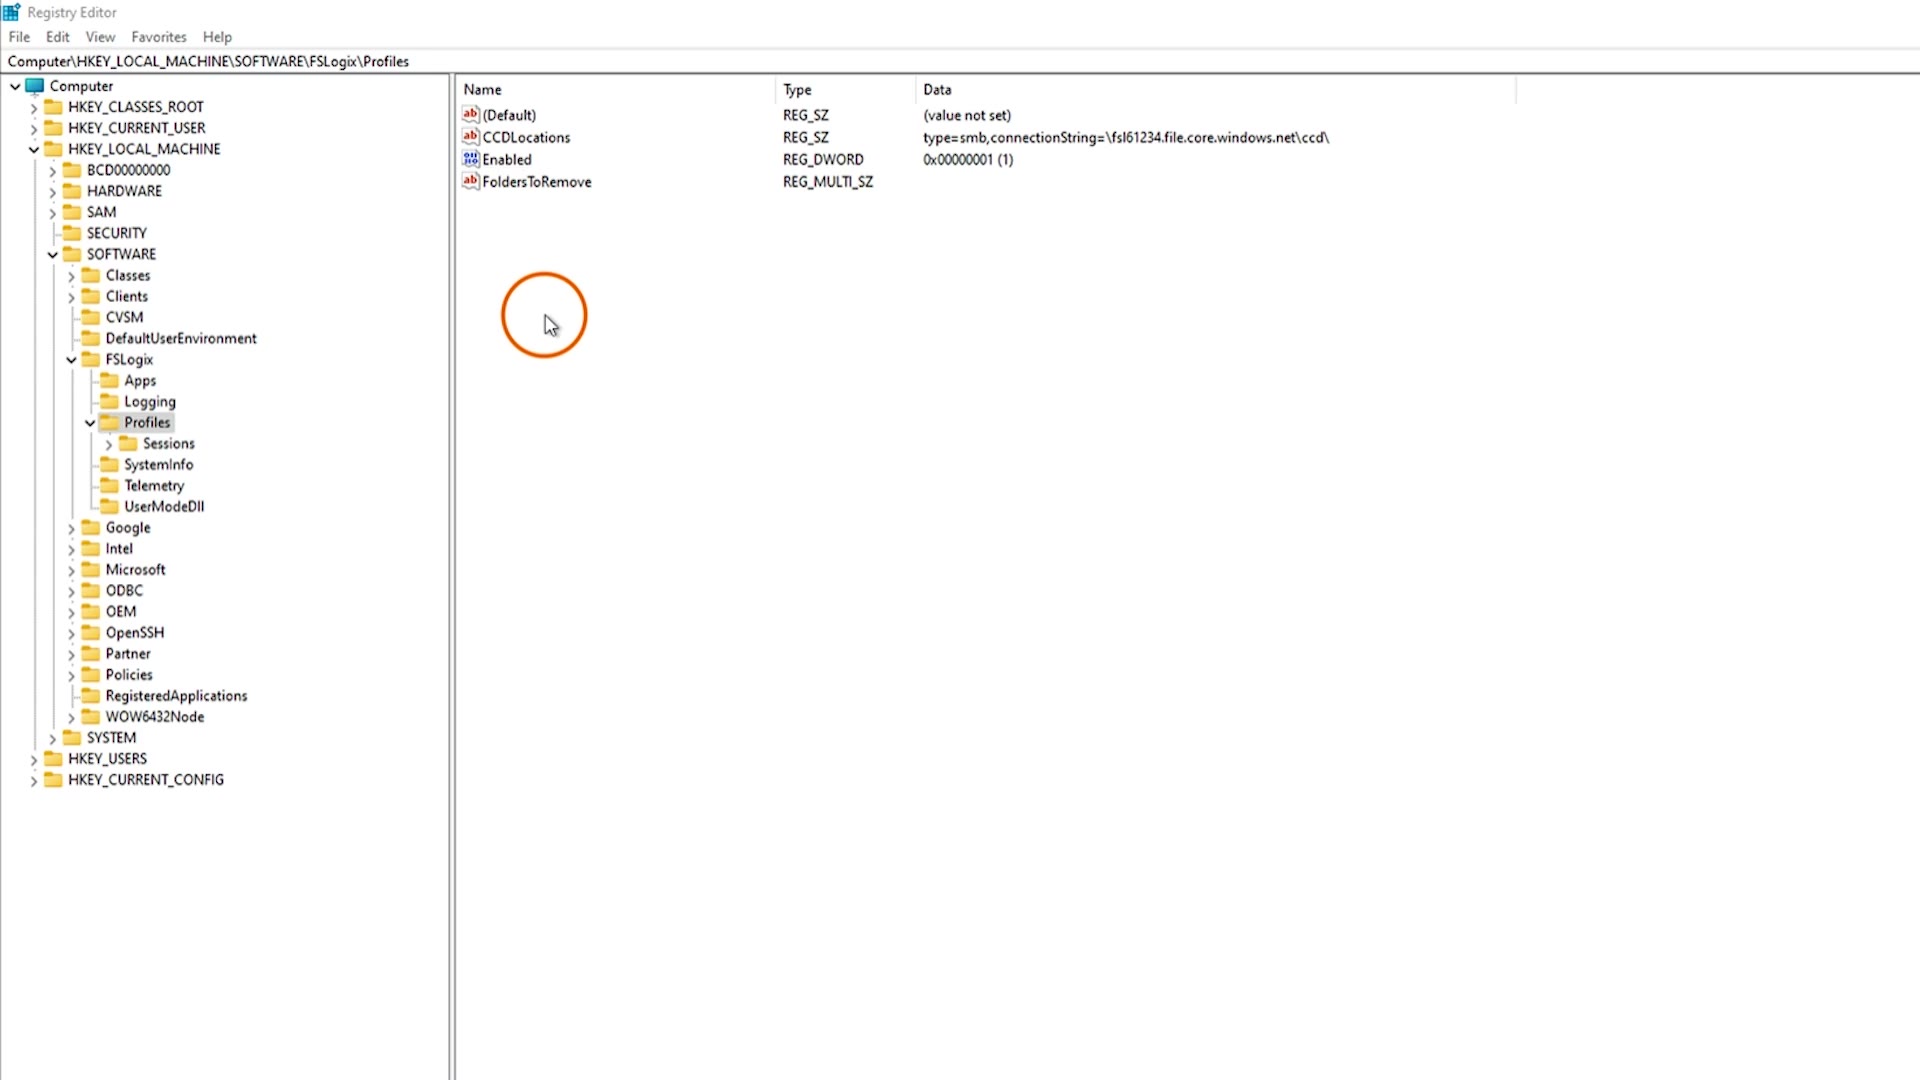 Registry Editor
File Edit View Favorites Help
Computer\HKEY_LOCAL_MACHINE\SOFTWARE\FSLogix\Profiles
Computer
HKEY_CLASSES_ROOT
HKEY_CURRENT_USER
HKEY_LOCAL_MACHINE
BCD00000000
HARDWARE
SAM
SECURITY
SOFTWARE
Classes
Clients
CVSM
DefaultUserEnvironment
FSLogix
Apps
Logging
Profiles
Sessions
SystemInfo
Telemetry
UserModeDll
Google
Intel
Microsoft
ODBC
OEM
OpenSSH
Partner
Policies
RegisteredApplications
WOW6432Node
SYSTEM
HKEY_USERS
HKEY_CURRENT_CONFIG
Name Type Data
(Default) REG_SZ (value not set)
CCDLocations REG_SZ type=smb,connectionString=\fsl61234.file.core.windows.net\ccd\
Enabled REG_DWORD 0x00000001 (1)
FoldersToRemove REG_MULTI_SZ